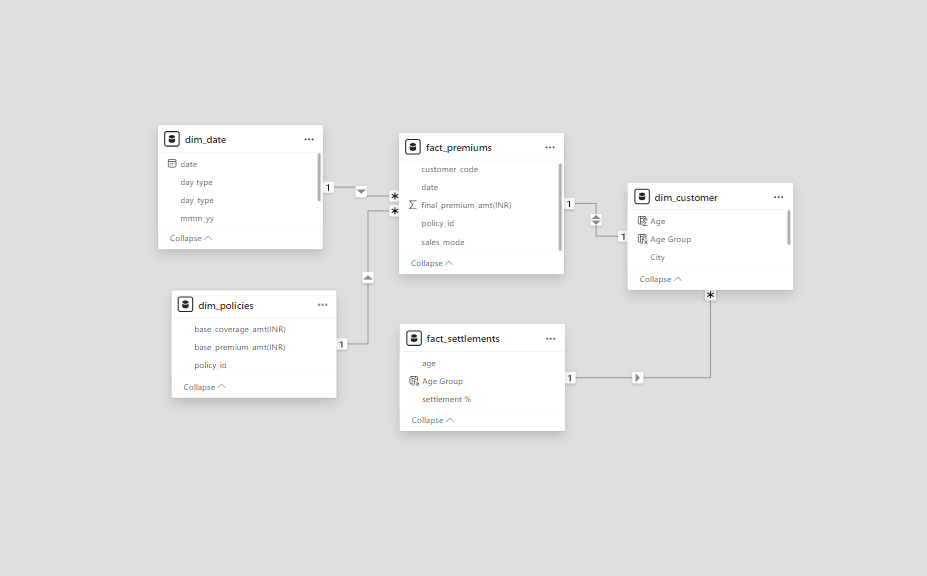 dim_date
date
day type
day_type
mmm_yy
Collapse
1
*
*
fact_premiums
customer_code
date
final_premium_amt(INR)
policy_id
sales_mode
Collapse
1
1
dim_customer
Age
Age Group
City
Collapse
*
dim_policies
base_coverage_amt(INR)
base_premium_amt(INR)
policy_id
Collapse
1
fact_settlements
age
Age Group
settlement %
Collapse
1